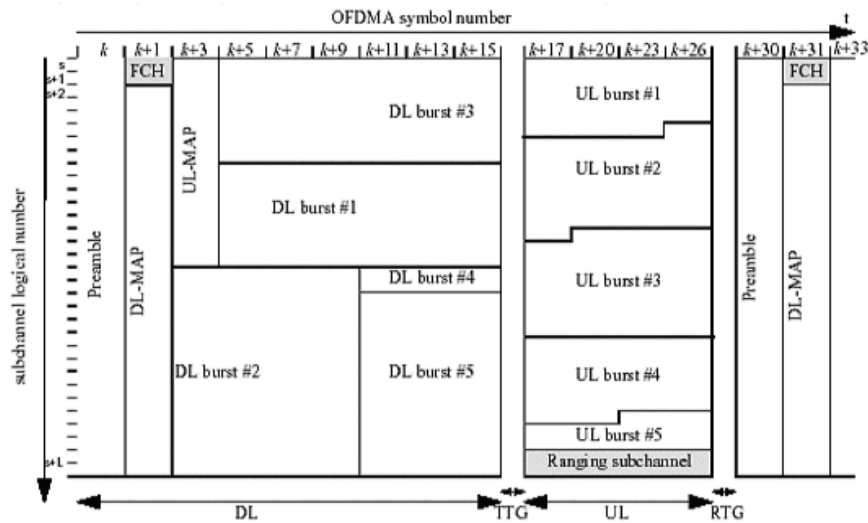 OFDMA symbol number
t
k k+1 k+3 k+5 k+7 k+9 k+11 k+13 k+15 k+17 k+20 k+23 k+26 k+30 k+31 k+33
s
s+1
s+2
s+L
subchannel logical number
Preamble
FCH
DL-MAP
UL-MAP
DL burst #3
DL burst #1
DL burst #4
DL burst #2
DL burst #5
UL burst #1
UL burst #2
UL burst #3
UL burst #4
UL burst #5
Ranging subchannel
Preamble
FCH
DL-MAP
DL TTG UL RTG